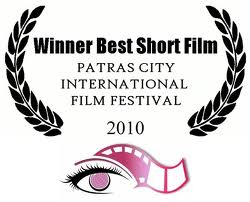 Winner Best Short Film
PATRAS CITY
INTERNATIONAL
FILM FESTIVAL
2010